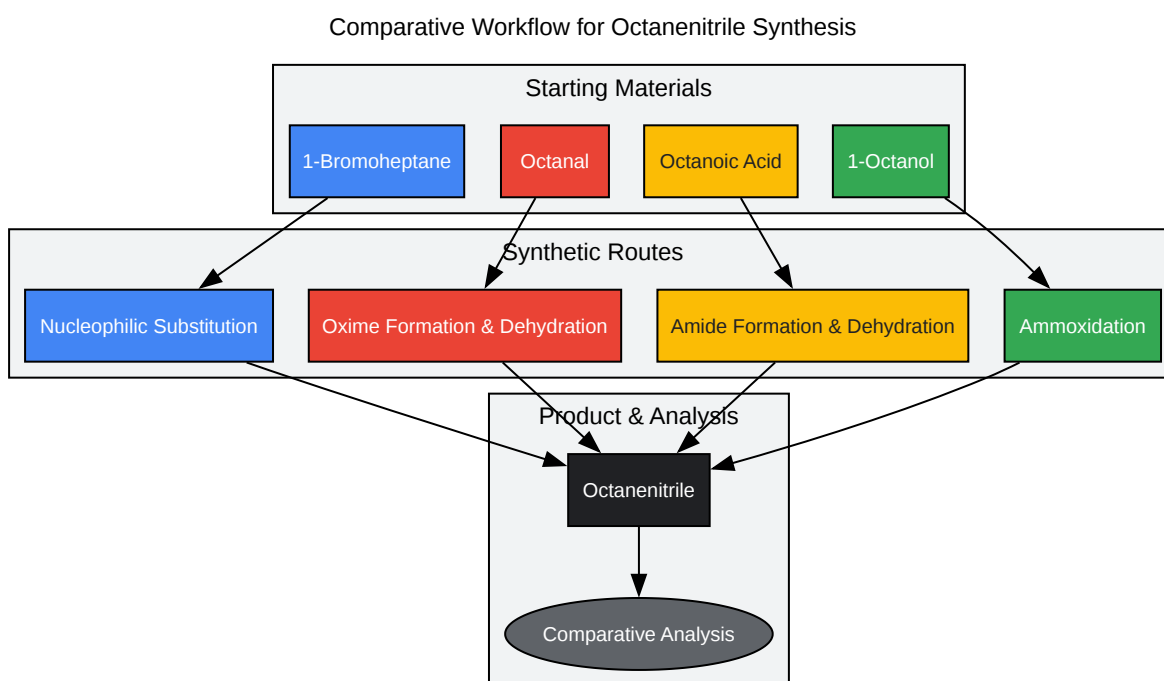 Comparative Workflow for Octanenitrile Synthesis
Starting Materials
1-Bromoheptane
Octanal
Octanoic Acid
1-Octanol
Synthetic Routes
Nucleophilic Substitution
Oxime Formation & Dehydration
Amide Formation & Dehydration
Ammoxidation
Product & Analysis
Octanenitrile
Comparative Analysis